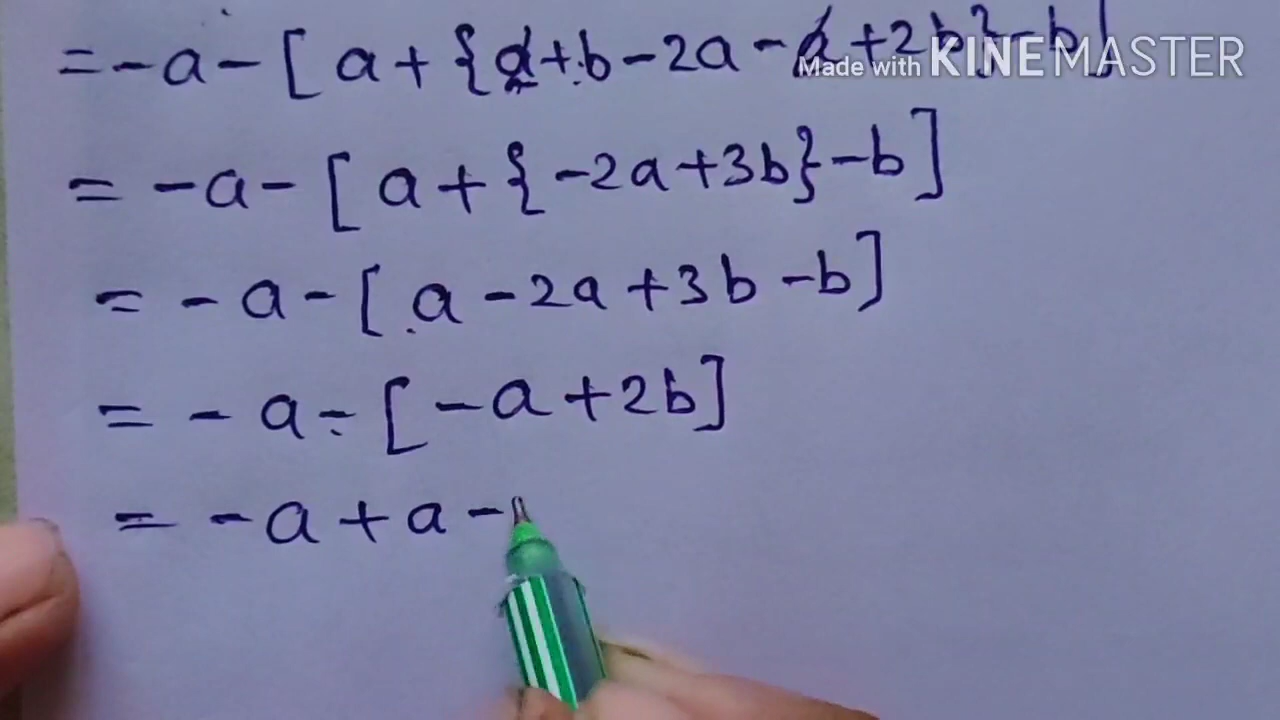 = -a - [ a + { a + b - 2a - a + 2b } - b ]
Made with KINEMASTER
= -a - [ a + { -2a + 3b } - b ]
= -a - [ a - 2a + 3b - b ]
= -a - [ -a + 2b ]
= -a + a -